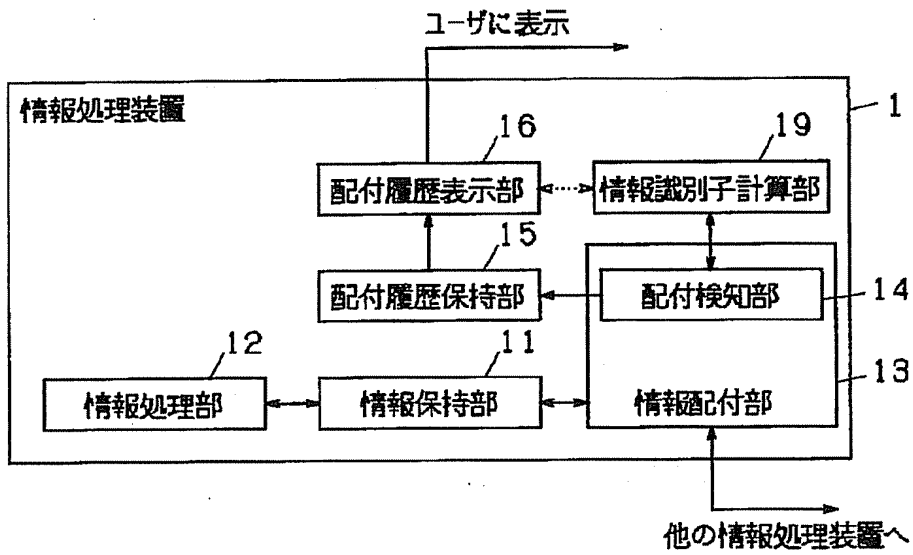 ユーザに表示
情報処理装置
1
16
19
配付履歴表示部
情報識別子計算部
15
配付履歴保持部
配付検知部
14
12
11
13
情報処理部
情報保持部
情報配付部
他の情報処理装置へ